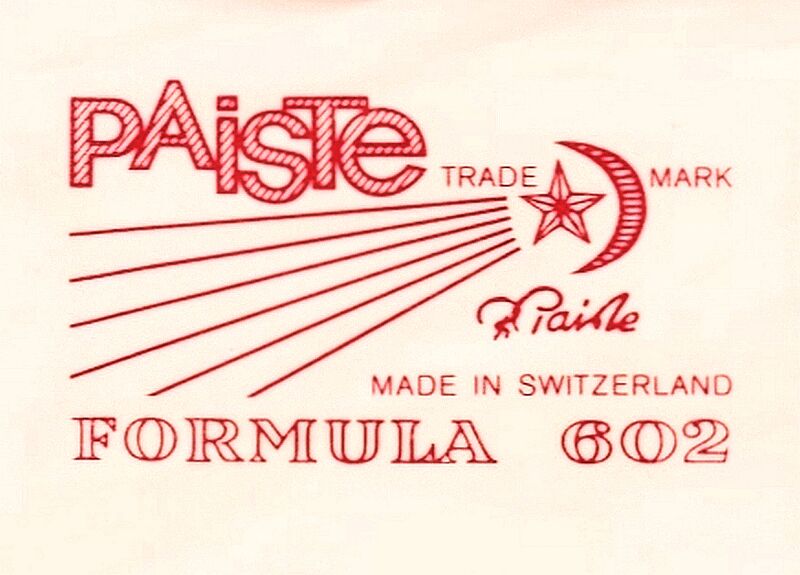 PAiSTe
TRADE MARK
Paiste
MADE IN SWITZERLAND
FORMULA 602